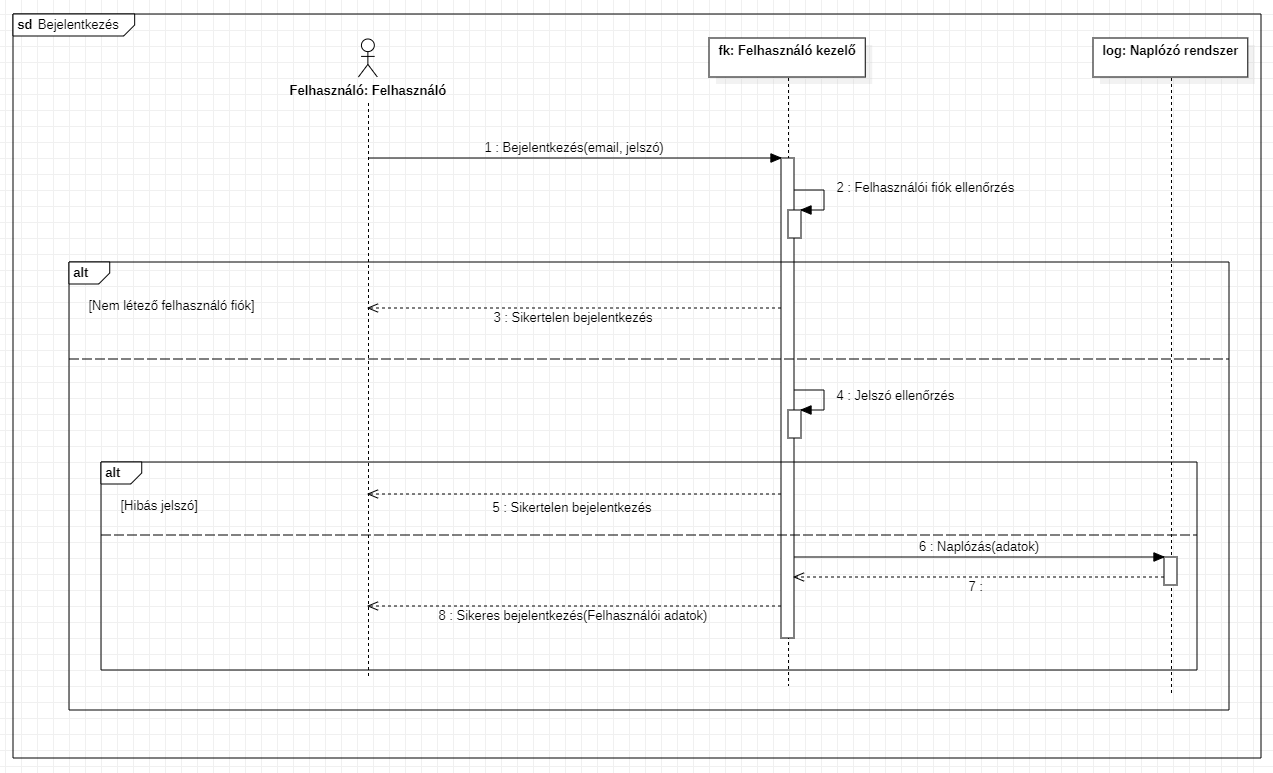 sd Bejelentkezés
Felhasználó: Felhasználó
fk: Felhasználó kezelő
log: Naplózó rendszer
1 : Bejelentkezés(email, jelszó)
2 : Felhasználói fiók ellenőrzés
alt
[Nem létező felhasználó fiók]
3 : Sikertelen bejelentkezés
4 : Jelszó ellenőrzés
alt
[Hibás jelszó]
5 : Sikertelen bejelentkezés
6 : Naplózás(adatok)
7 :
8 : Sikeres bejelentkezés(Felhasználói adatok)